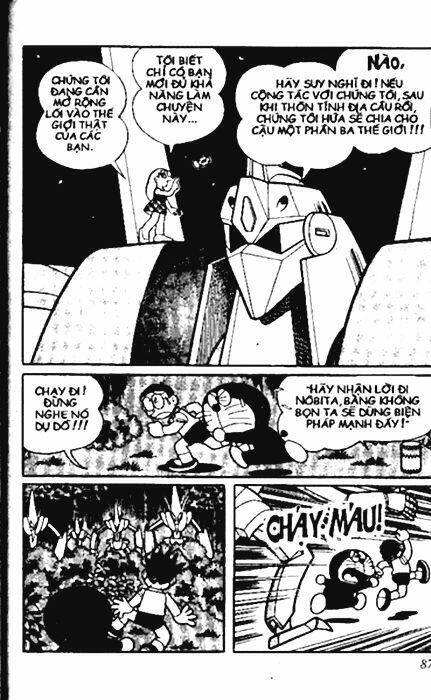 CHÚNG TÔI
ĐANG CẦN
MỞ RỘNG
LỐI VÀO THẾ
GIỚI THẬT
CỦA CÁC
BẠN.
TÔI BIẾT
CHỈ CÓ BẠN
MỚI ĐỦ KHẢ
NĂNG LÀM
CHUYỆN
NÀY...
NÀO,
HÃY SUY NGHĨ ĐI! NẾU
CỘNG TÁC VỚI CHÚNG TÔI, SAU
KHI THÔN TÍNH ĐỊA CẦU RỒI,
CHÚNG TÔI HỨA SẼ CHIA CHO
CẬU MỘT PHẦN BA THẾ GIỚI!!!
CHẠY ĐI!
ĐỪNG
NGHE NÓ
DỤ DỖ!!!
"HÃY NHẬN LỜI ĐI
NÔBITA, BẰNG KHÔNG
BỌN TA SẼ DÙNG BIỆN
PHÁP MẠNH ĐẤY!"
CHẠY MAU!
87